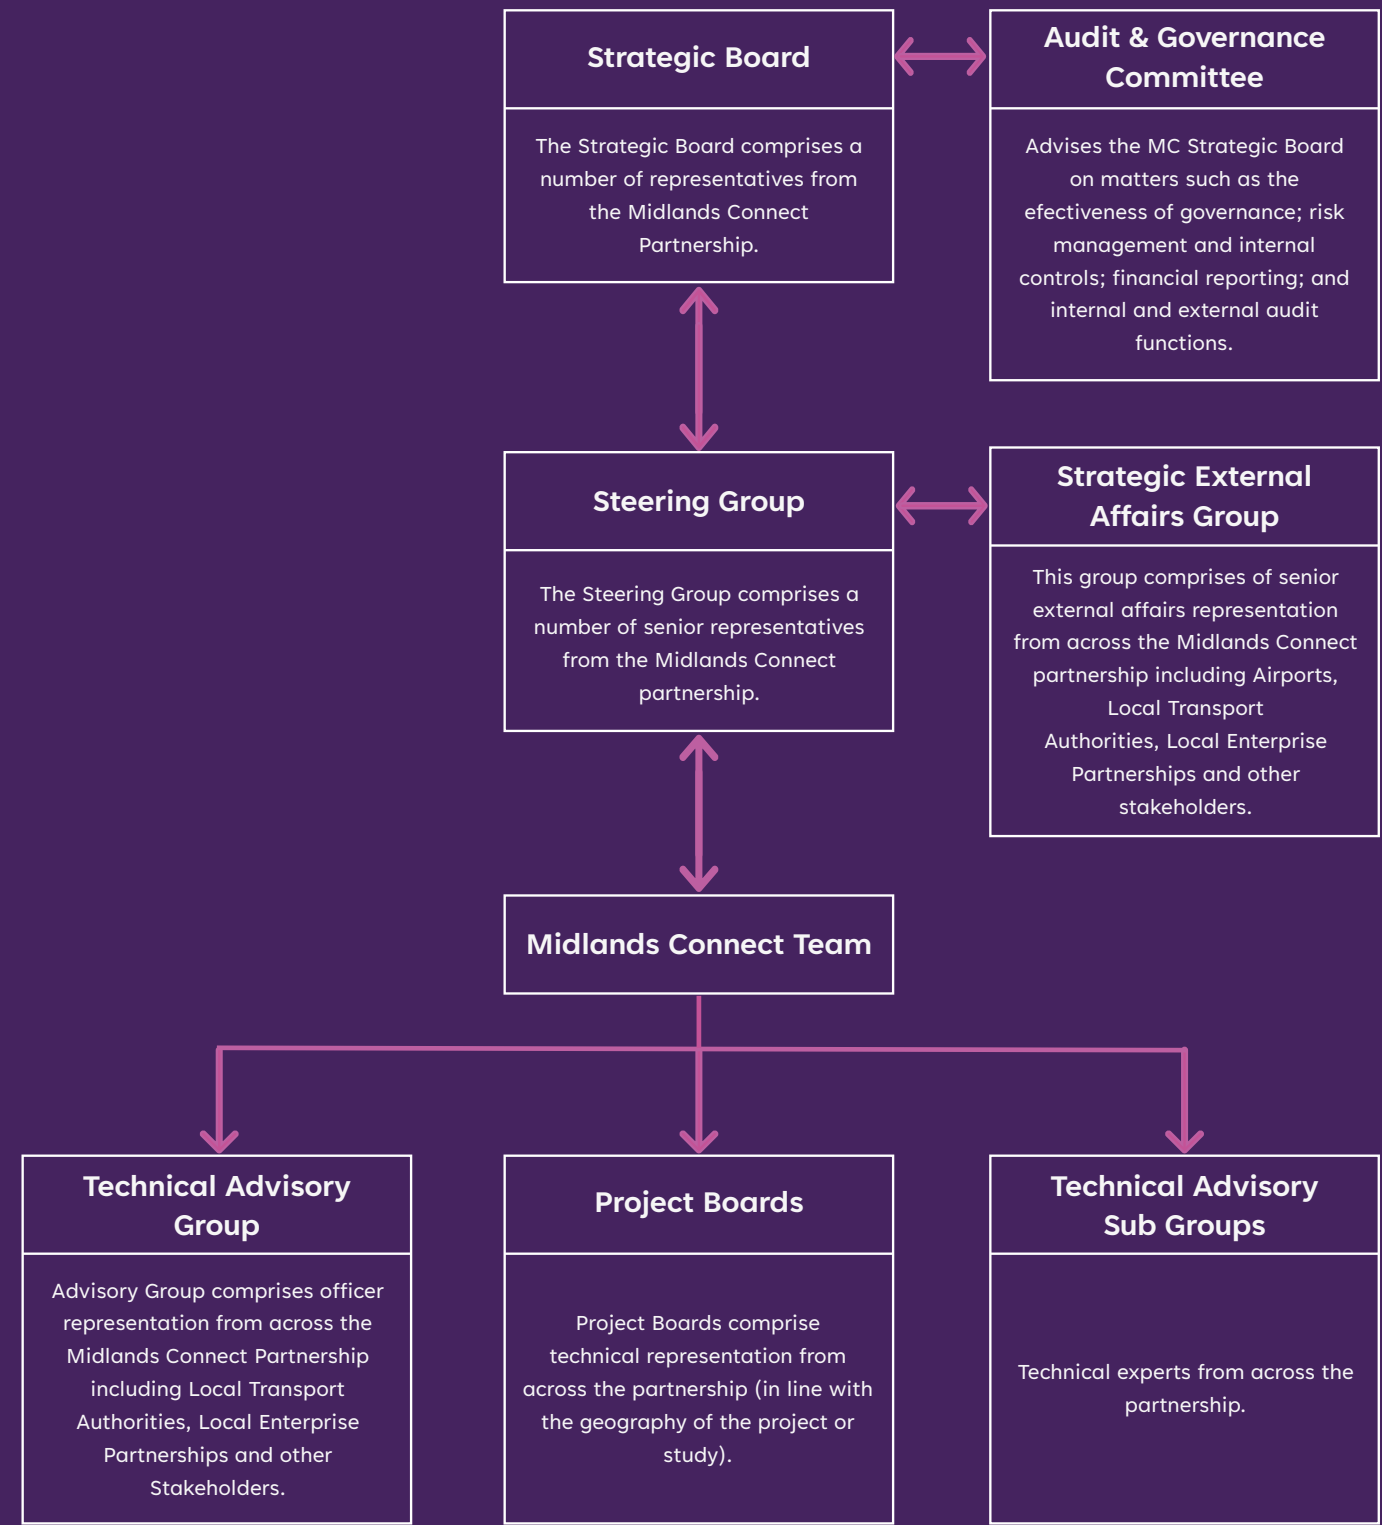 Strategic Board
The Strategic Board comprises a
number of representatives from
the Midlands Connect
Partnership.
Audit & Governance
Committee
Advises the MC Strategic Board
on matters such as the
efectiveness of governance; risk
management and internal
controls; financial reporting; and
internal and external audit
functions.
Steering Group
The Steering Group comprises a
number of senior representatives
from the Midlands Connect
partnership.
Strategic External
Affairs Group
This group comprises of senior
external affairs representation
from across the Midlands Connect
partnership including Airports,
Local Transport
Authorities, Local Enterprise
Partnerships and other
stakeholders.
Midlands Connect Team
Technical Advisory
Group
Advisory Group comprises officer
representation from across the
Midlands Connect Partnership
including Local Transport
Authorities, Local Enterprise
Partnerships and other
Stakeholders.
Project Boards
Project Boards comprise
technical representation from
across the partnership (in line with
the geography of the project or
study).
Technical Advisory
Sub Groups
Technical experts from across the
partnership.